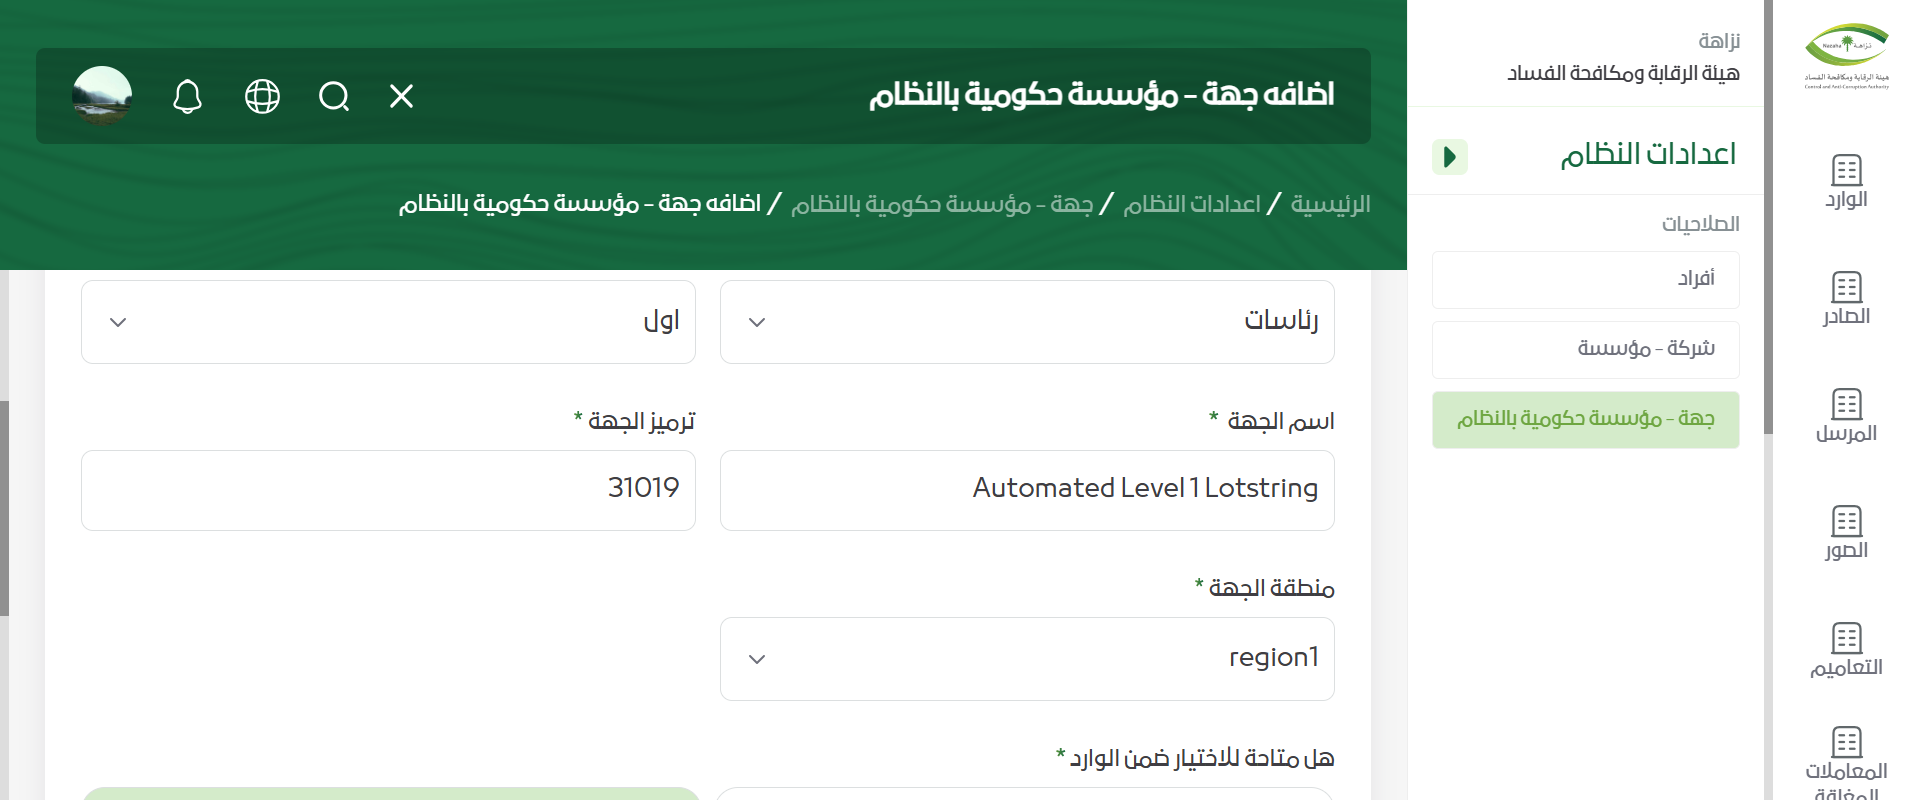 نزاهة
Nazaha
هيئة الرقابة ومكافحة الفساد
Control and Anti-Corruption Authority
الوارد
الصادر
المرسل
الصور
التعاميم
المعاملات
المغلقة
نزاهة
هيئة الرقابة ومكافحة الفساد
اعدادات النظام
الصلاحيات
أفراد
شركة - مؤسسة
جهة - مؤسسة حكومية بالنظام
اضافه جهة - مؤسسة حكومية بالنظام
الرئيسية / اعدادات النظام / جهة - مؤسسة حكومية بالنظام / اضافه جهة - مؤسسة حكومية بالنظام
رئاسات
اول
اسم الجهة *
ترميز الجهة *
Automated Level 1 Lotstring
31019
منطقة الجهة *
region1
هل متاحة للاختيار ضمن الوارد *